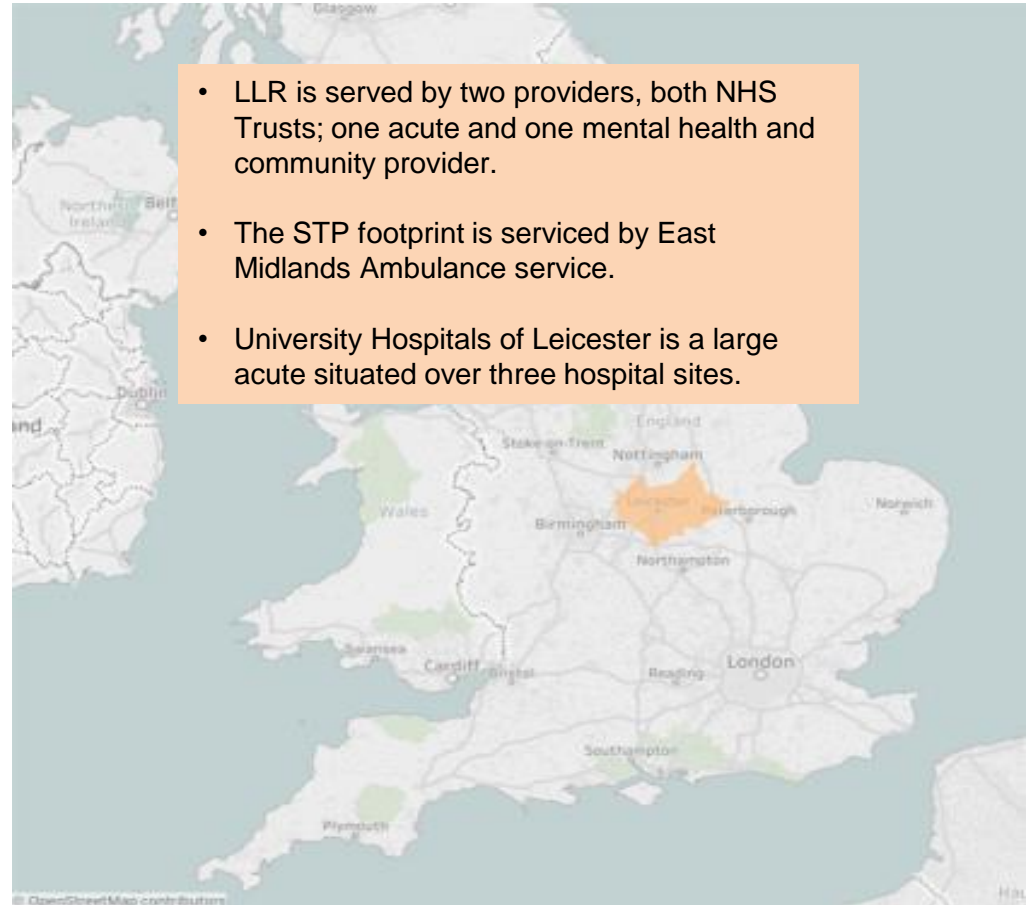 Glasgow
• LLR is served by two providers, both NHS
Trusts; one acute and one mental health and
community provider.
• The STP footprint is serviced by East
Midlands Ambulance service.
• University Hospitals of Leicester is a large
acute situated over three hospital sites.
Northern
Ireland
Dublin
England
Stoke-on-Trent
Nottingham
Leicester
Norwich
Wales
Birmingham
Northampton
Swansea
Cardiff
Bristol
Reading
London
Southampton
Plymouth
© OpenStreetMap contributors